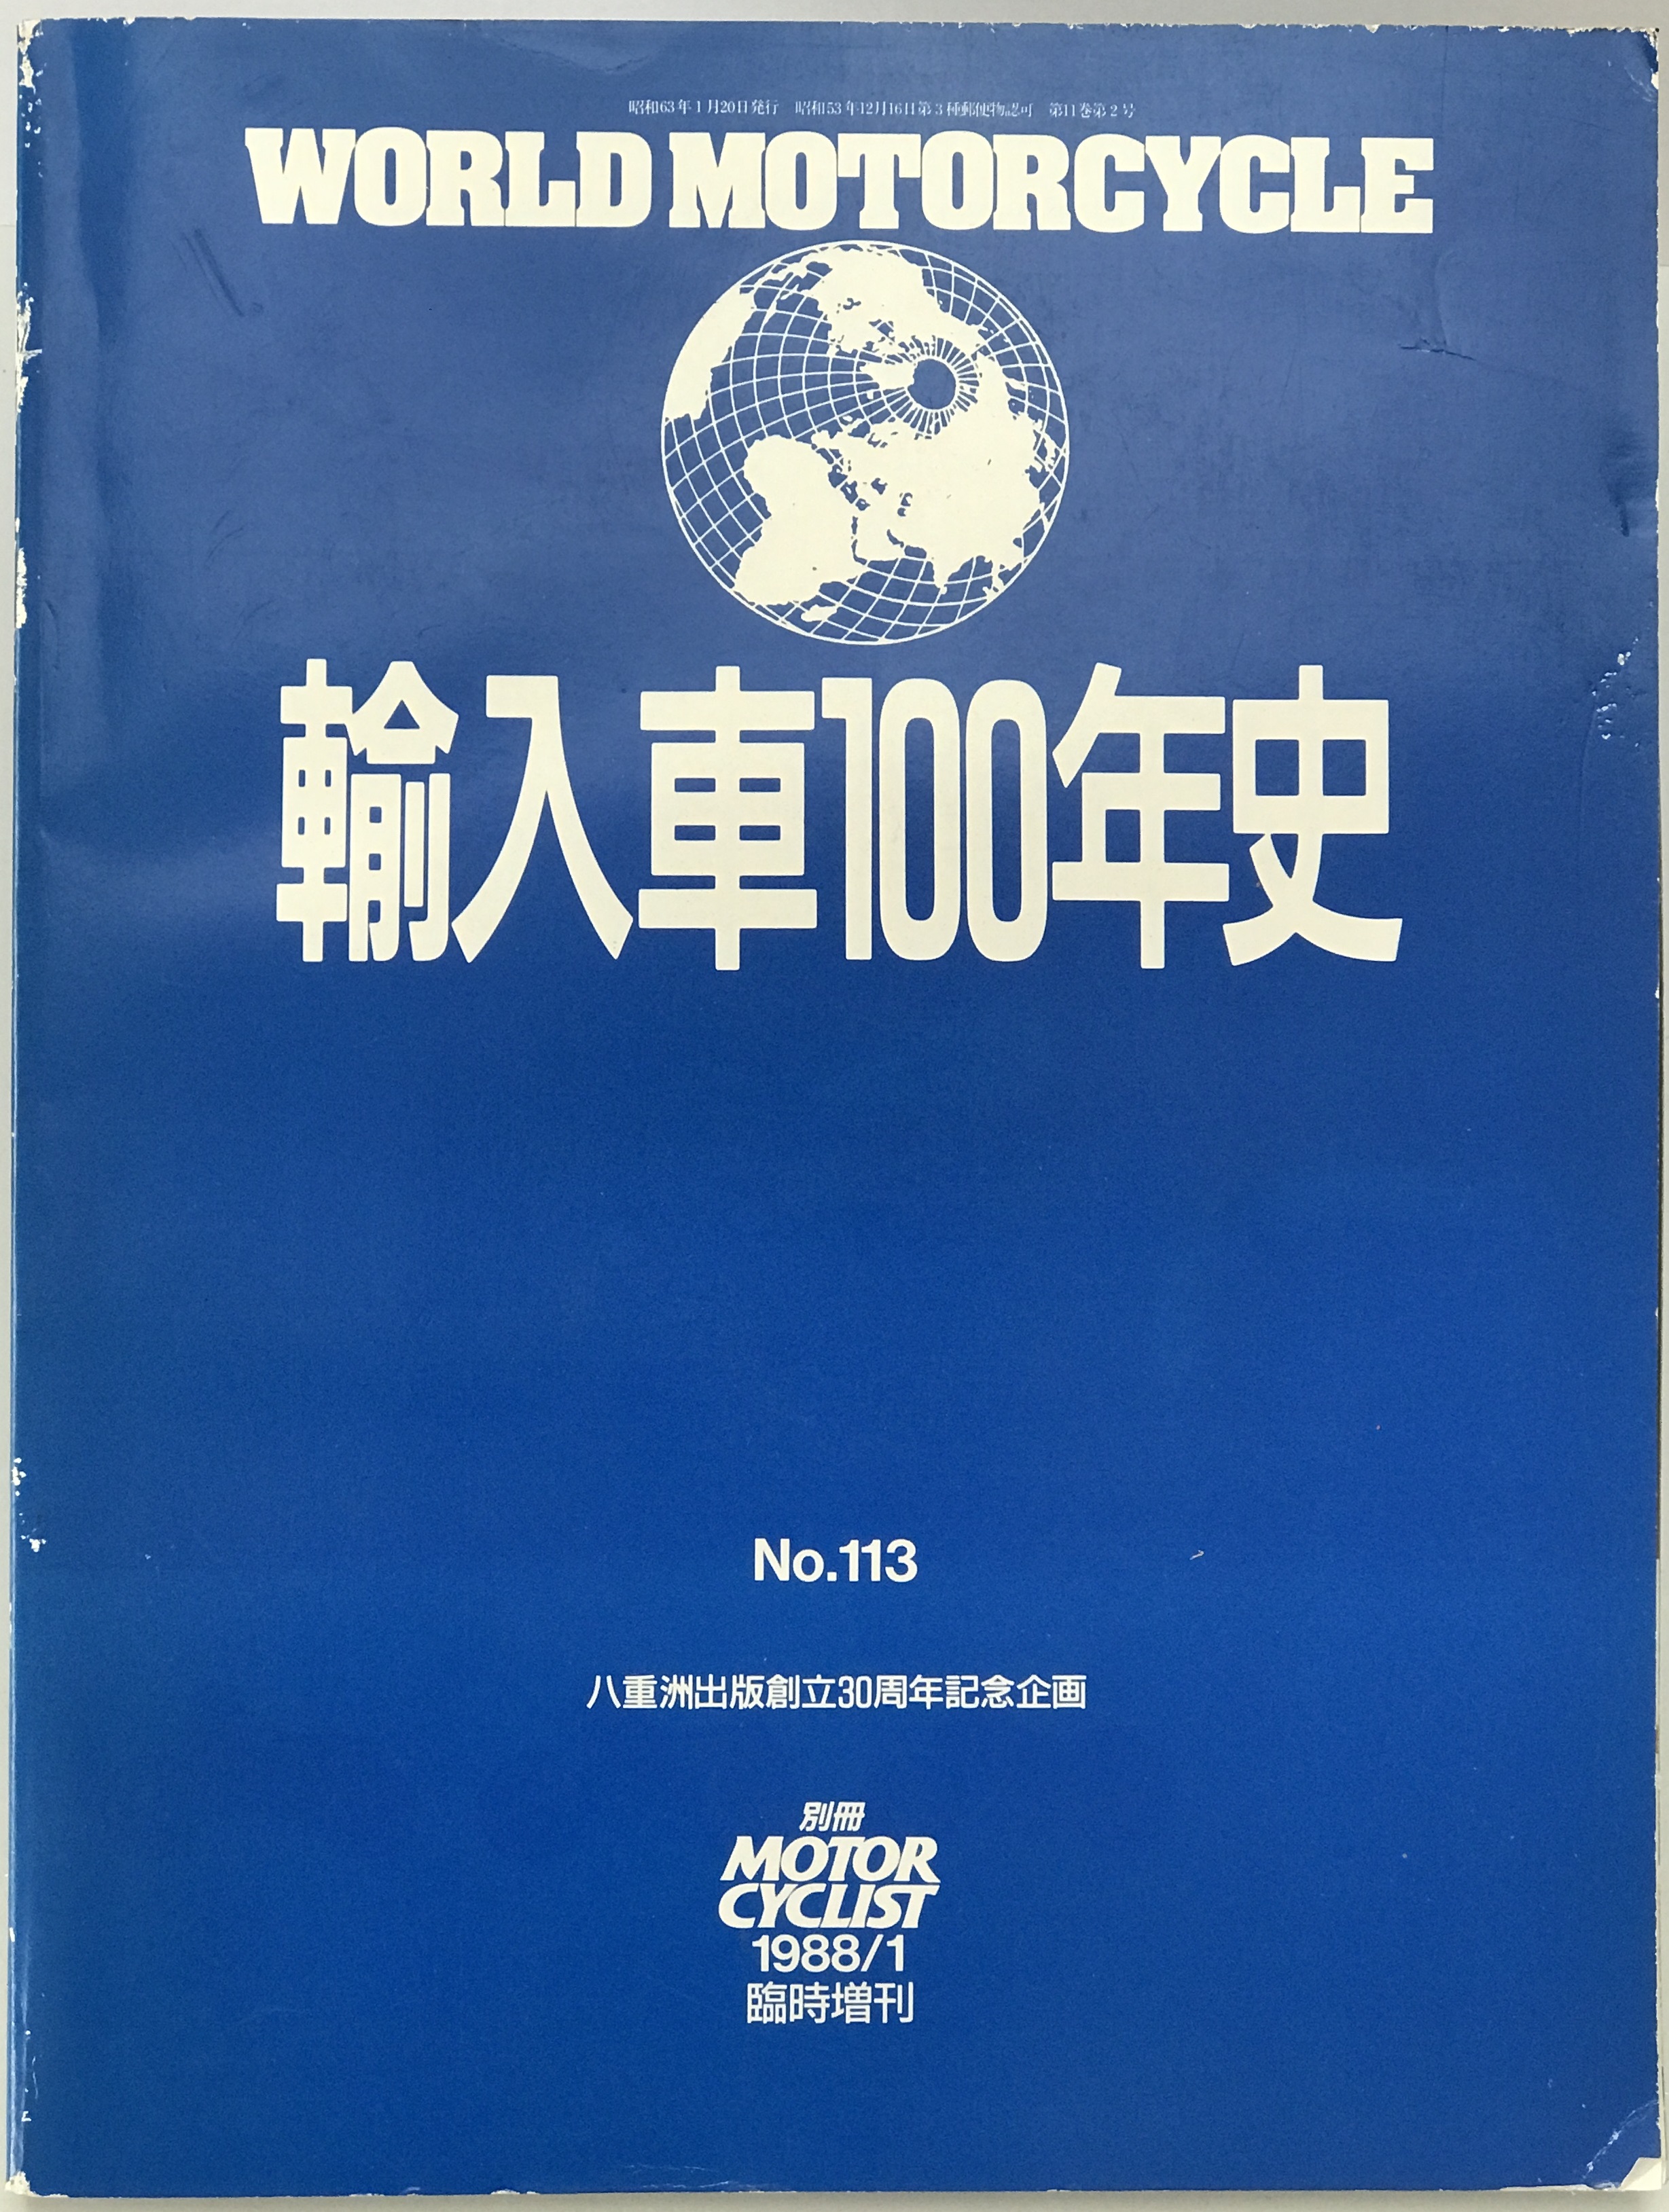 昭和63年1月20日発行 昭和53年12月16日第3種郵便物認可 第11巻第2号
WORLD MOTORCYCLE
輸入車100年史
No.113
八重洲出版創立30周年記念企画
別冊
MOTOR
CYCLIST
1988/1
臨時増刊